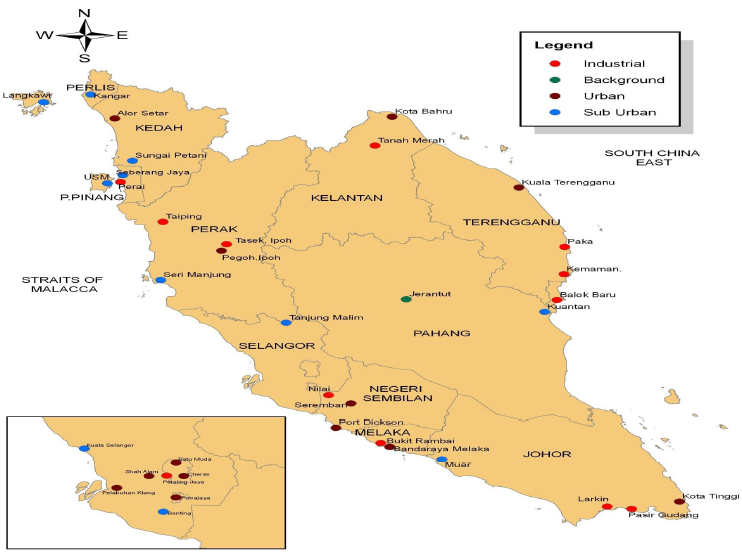 N
W E
S
Legend
Industrial
Background
Urban
Sub Urban
SOUTH CHINA
EAST
STRAITS OF
MALACCA
Langkawi
PERLIS
Kangar
Alor Setar
KEDAH
Sungai Petani
Seberang Jaya
USM
Perai
P.PINANG
Kota Bahru
Tanah Merah
KELANTAN
Kuala Terengganu
TERENGGANU
Paka
Kemaman.
Balok Baru
Kuantan
Taiping
PERAK
Tasek, Ipoh
Pegoh,Ipoh
Seri Manjung
Jerantut
Tanjung Malim
PAHANG
SELANGOR
Nilai
Seremban
NEGERI
SEMBILAN
Port Dickson
MELAKA
Bukit Rambai
Bandaraya Melaka
Muar
JOHOR
Larkin
Pasir Gudang
Kota Tinggi
Kuala Selangor
Batu Muda
Shah Alam
Cheras
Petaling Jaya
Pelabuhan Klang
Putrajaya
Banting